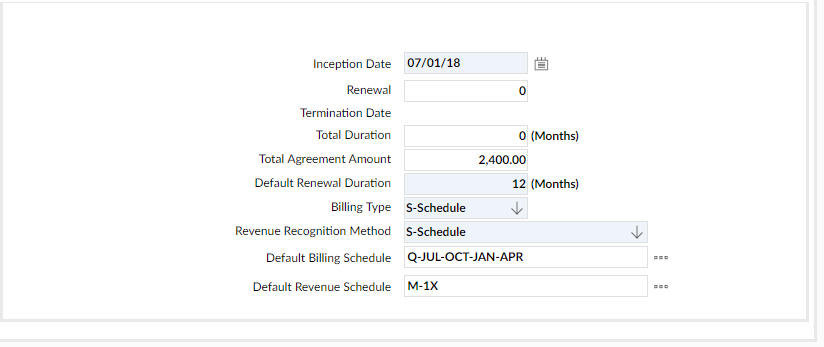 Inception Date 07/01/18
Renewal 0
Termination Date
Total Duration 0 (Months)
Total Agreement Amount 2,400.00
Default Renewal Duration 12 (Months)
Billing Type S-Schedule
Revenue Recognition Method S-Schedule
Default Billing Schedule Q-JUL-OCT-JAN-APR
Default Revenue Schedule M-1X